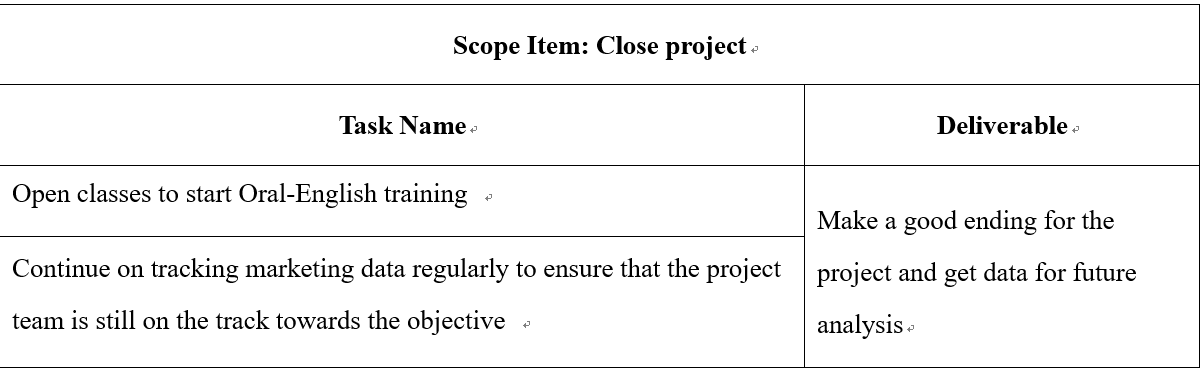 Scope Item: Close project
Task Name
Deliverable
Open classes to start Oral-English training
Continue on tracking marketing data regularly to ensure that the project
team is still on the track towards the objective
Make a good ending for the
project and get data for future
analysis